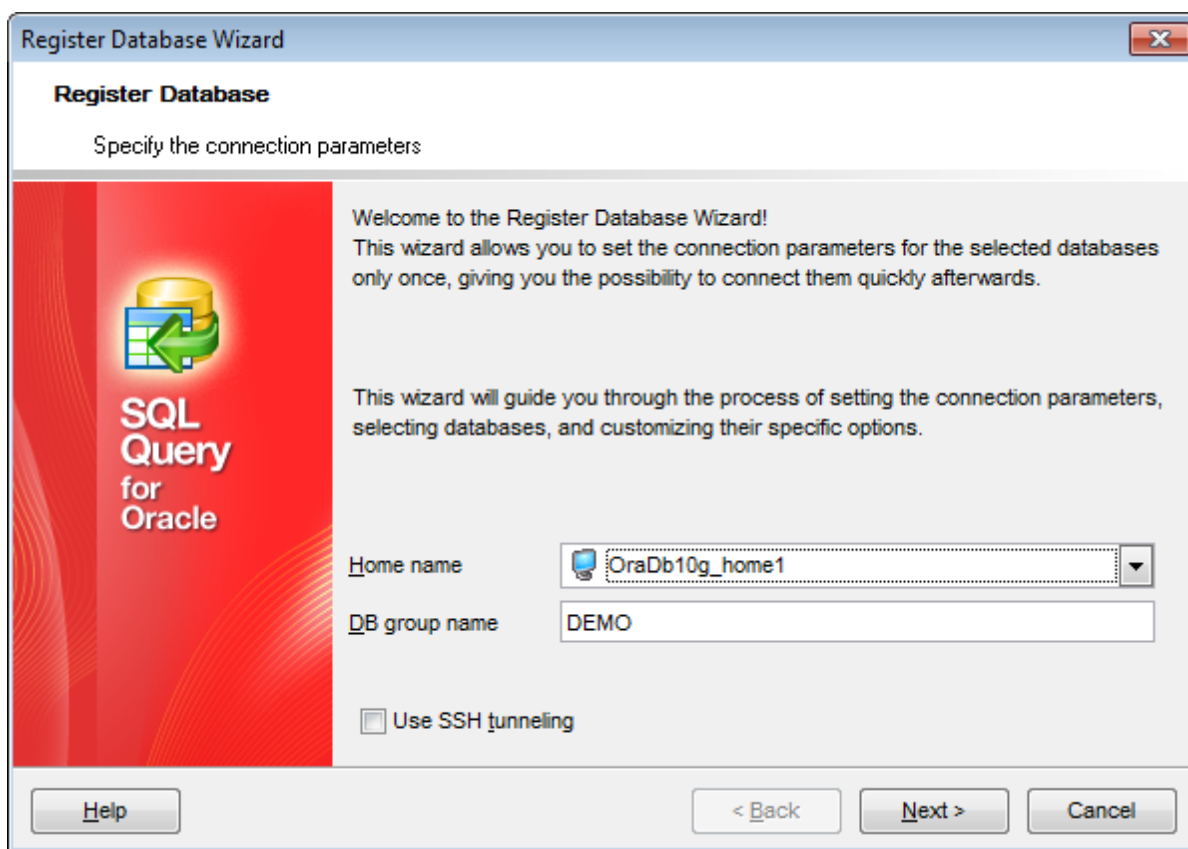 Register Database Wizard
Register Database
Specify the connection parameters
Welcome to the Register Database Wizard!
This wizard allows you to set the connection parameters for the selected databases
only once, giving you the possibility to connect them quickly afterwards.
This wizard will guide you through the process of setting the connection parameters,
selecting databases, and customizing their specific options.
SQL
Query
for
Oracle
Home name
OraDb10g_home1
DB group name
DEMO
Use SSH tunneling
Help
< Back
Next >
Cancel